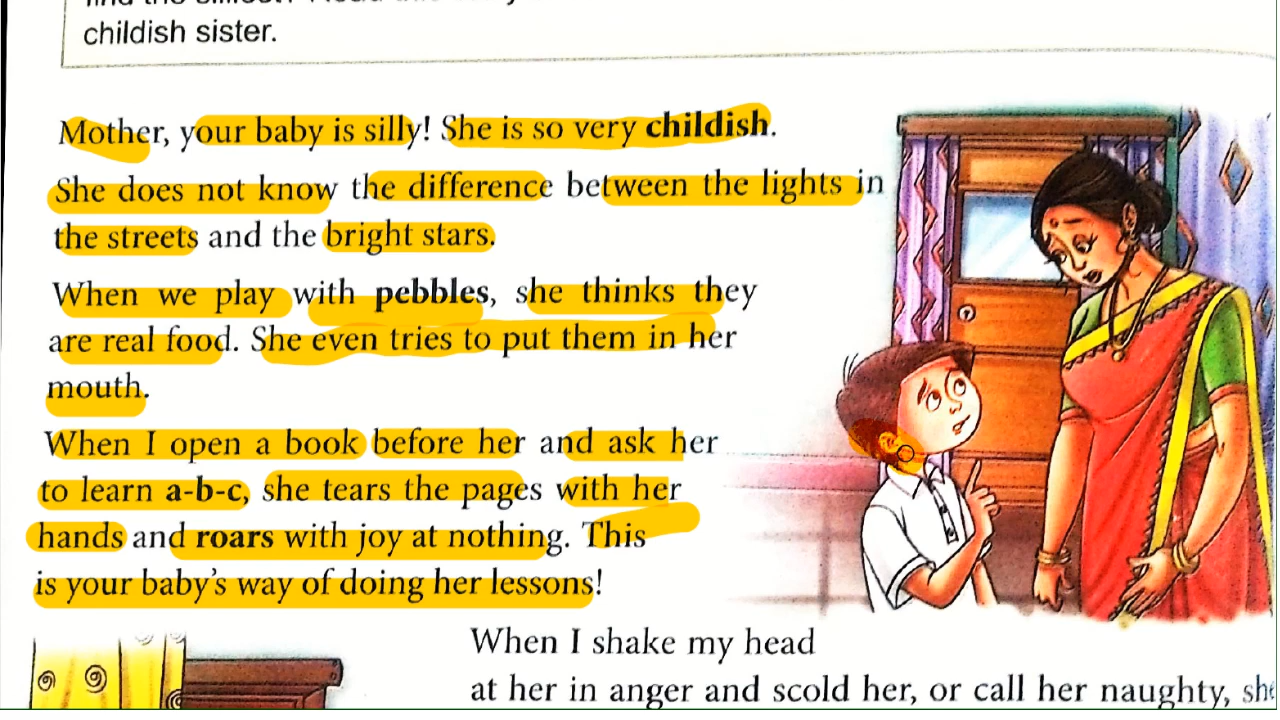 childish sister.
Mother, your baby is silly! She is so very childish.
She does not know the difference between the lights in
the streets and the bright stars.
When we play with pebbles, she thinks they
are real food. She even tries to put them in her
mouth.
When I open a book before her and ask her
to learn a-b-c, she tears the pages with her
hands and roars with joy at nothing. This
is your baby's way of doing her lessons!
When I shake my head
at her in anger and scold her, or call her naughty,